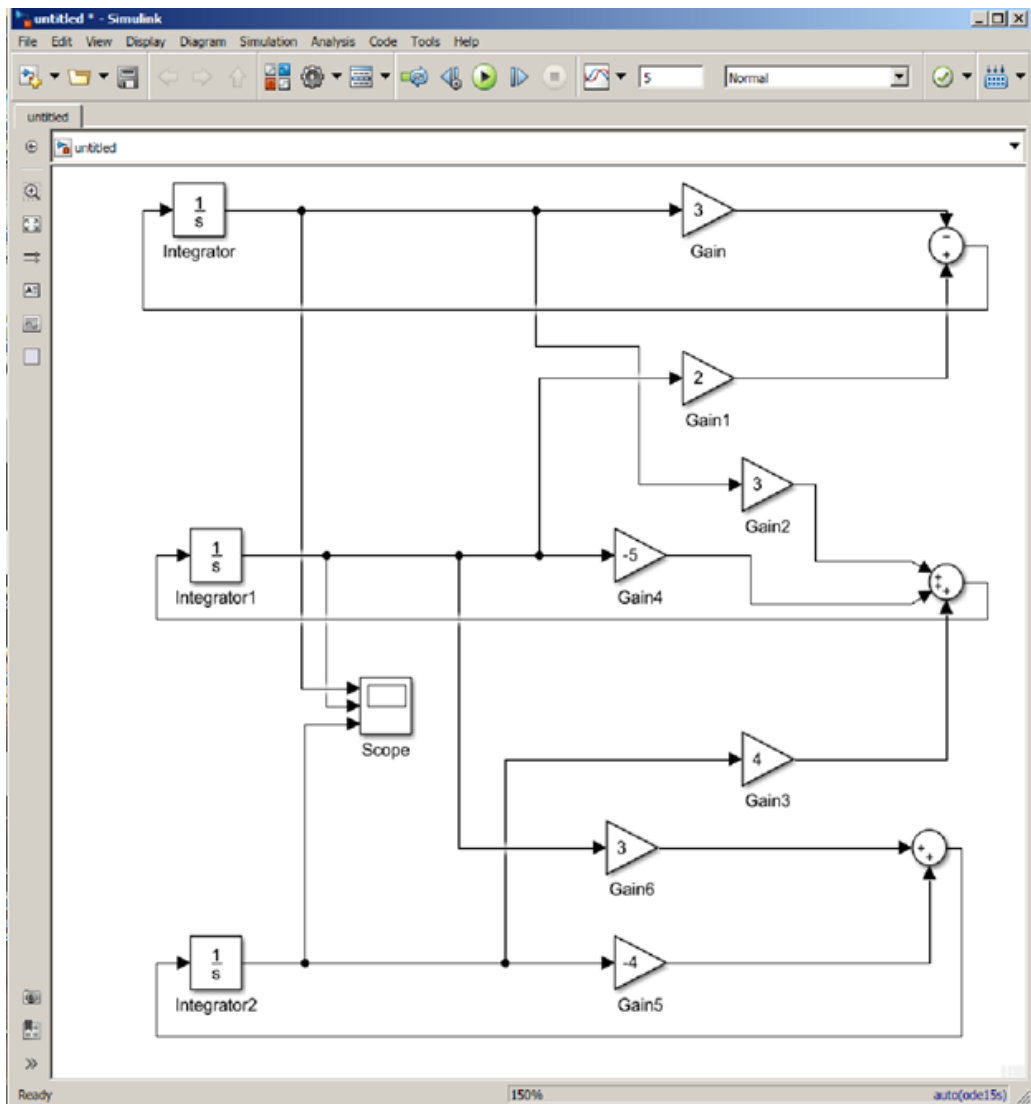 untitled * - Simulink
File Edit View Display Diagram Simulation Analysis Code Tools Help
5 Normal
untitled
untitled
1
s
Integrator
3
Gain
-
+
2
Gain1
3
Gain2
1
s
Integrator1
-5
Gain4
+
+
+
Scope
4
Gain3
3
Gain6
+
+
1
s
Integrator2
-4
Gain5
Ready 150% auto(ode15s)